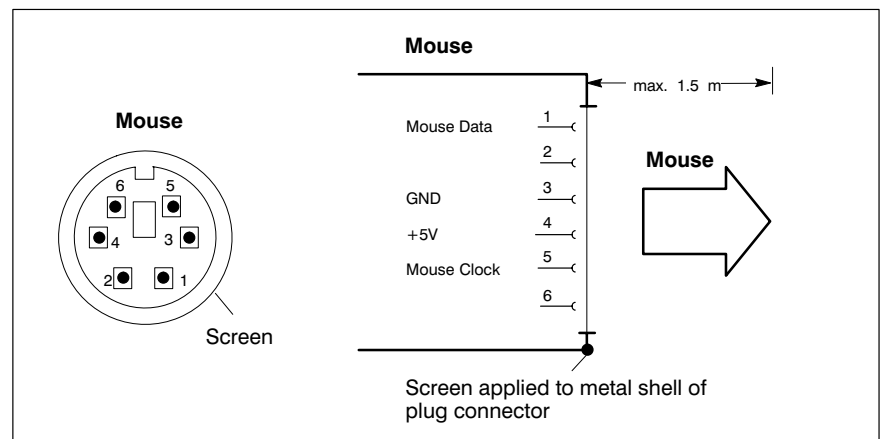 Mouse
6 5
4 3
2 1
Screen
Mouse
max. 1.5 m
Mouse Data 1
2
GND 3
+5V 4
Mouse Clock 5
6
Mouse
Screen applied to metal shell of
plug connector